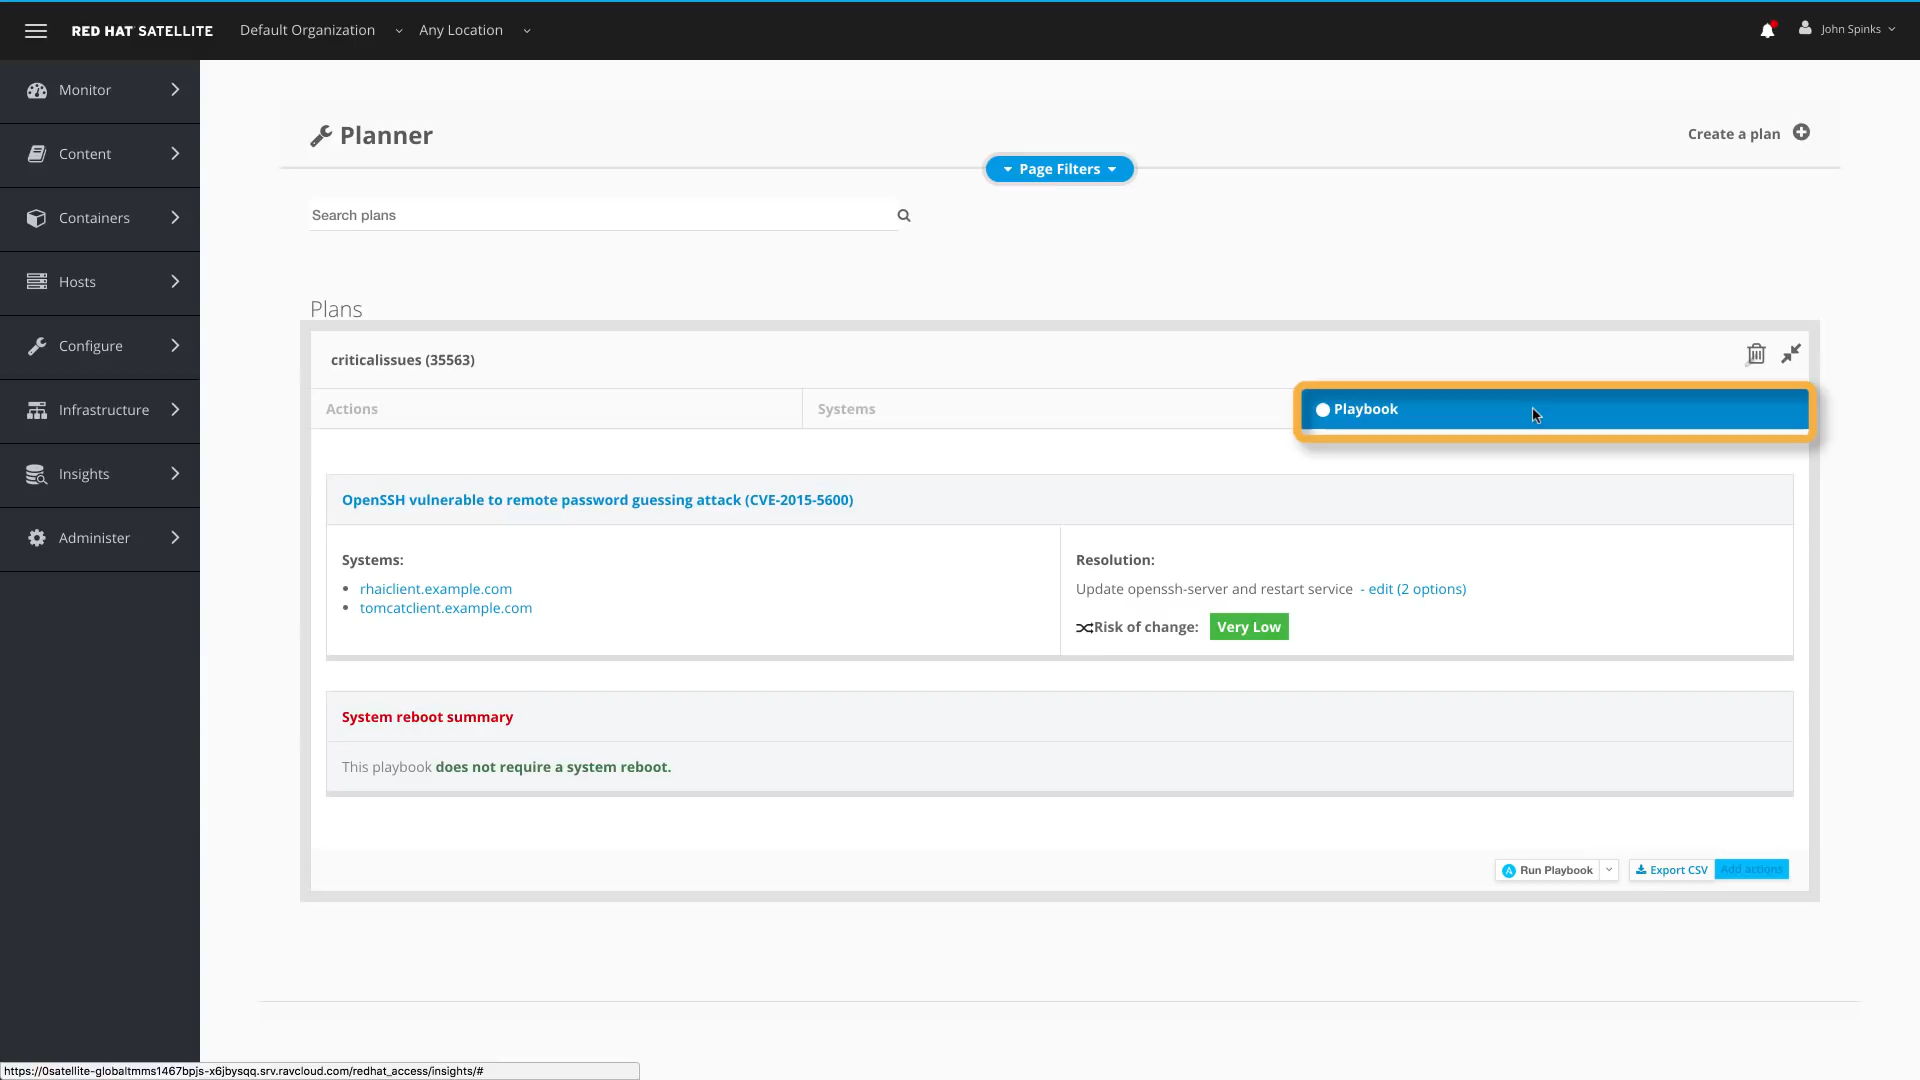 RED HAT SATELLITE
Default Organization
Any Location
John Spinks
Monitor
Content
Containers
Hosts
Configure
Infrastructure
Insights
Administer
Planner
Create a plan
Page Filters
Search plans
Plans
criticalissues (35563)
Actions
Systems
Playbook
OpenSSH vulnerable to remote password guessing attack (CVE-2015-5600)
Systems:
rhaiclient.example.com
tomcatclient.example.com
Resolution:
Update openssh-server and restart service - edit (2 options)
Risk of change: Very Low
System reboot summary
This playbook does not require a system reboot.
Run Playbook
Export CSV
Add actions
https://0satellite-globaltmms1467bpjs-x6jbysqq.srv.ravcloud.com/redhat_access/insights/#